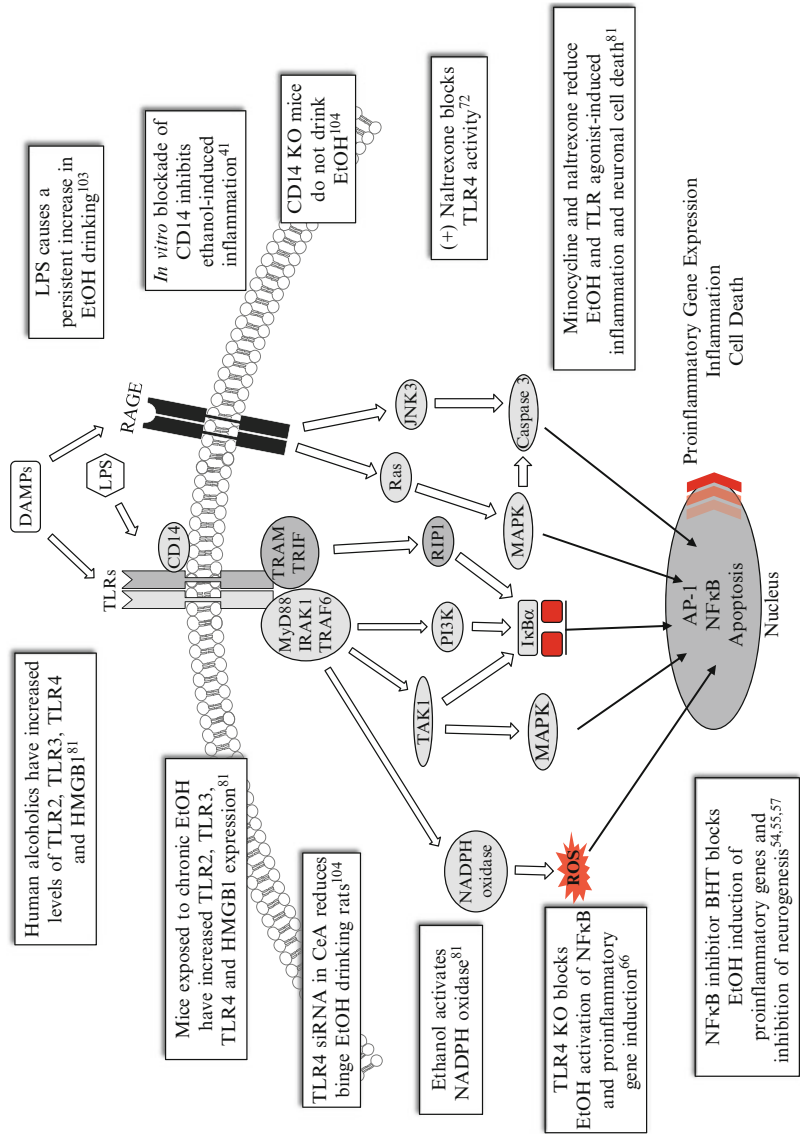 Human alcoholics have increased
levels of TLR2, TLR3, TLR4
and HMGB181
DAMPs
LPS causes a
persistent increase in
EtOH drinking103
TLRs
LPS
RAGE
CD14
Mice exposed to chronic EtOH
have increased TLR2, TLR3,
TLR4 and HMGB1 expression81
In vitro blockade of
CD14 inhibits
ethanol-induced
inflammation41
TLR4 siRNA in CeA reduces
binge EtOH drinking rats104
MyD88
IRAK1
TRAF6
TRAM
TRIF
CD14 KO mice
do not drink
EtOH104
Ethanol activates
NADPH oxidase81
NADPH
oxidase
TAK1
PI3K
RIP1
Ras
JNK3
(+) Naltrexone blocks
TLR4 activity72
TLR4 KO blocks
EtOH activation of NFκB
and proinflammatory
gene induction66
ROS
MAPK
IκBα
MAPK
Caspase 3
Minocycline and naltrexone reduce
EtOH and TLR agonist-induced
inflammation and neuronal cell death81
NFκB inhibitor BHT blocks
EtOH induction of
proinflammatory genes and
inhibition of neurogenesis54,55,57
AP-1
NFκB
Apoptosis
Nucleus
Proinflammatory Gene Expression
Inflammation
Cell Death